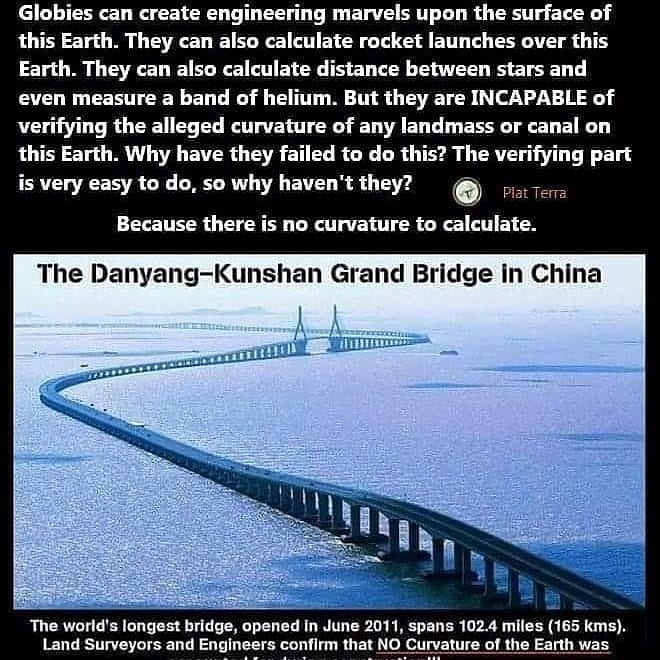 Globies can create engineering marvels upon the surface of
this Earth. They can also calculate rocket launches over this
Earth. They can also calculate distance between stars and
even measure a band of helium. But they are INCAPABLE of
verifying the alleged curvature of any landmass or canal on
this Earth. Why have they failed to do this? The verifying part
is very easy to do, so why haven't they?
Plat Terra
Because there is no curvature to calculate.
The Danyang–Kunshan Grand Bridge in China
The world's longest bridge, opened in June 2011, spans 102.4 miles (165 kms).
Land Surveyors and Engineers confirm that NO Curvature of the Earth was